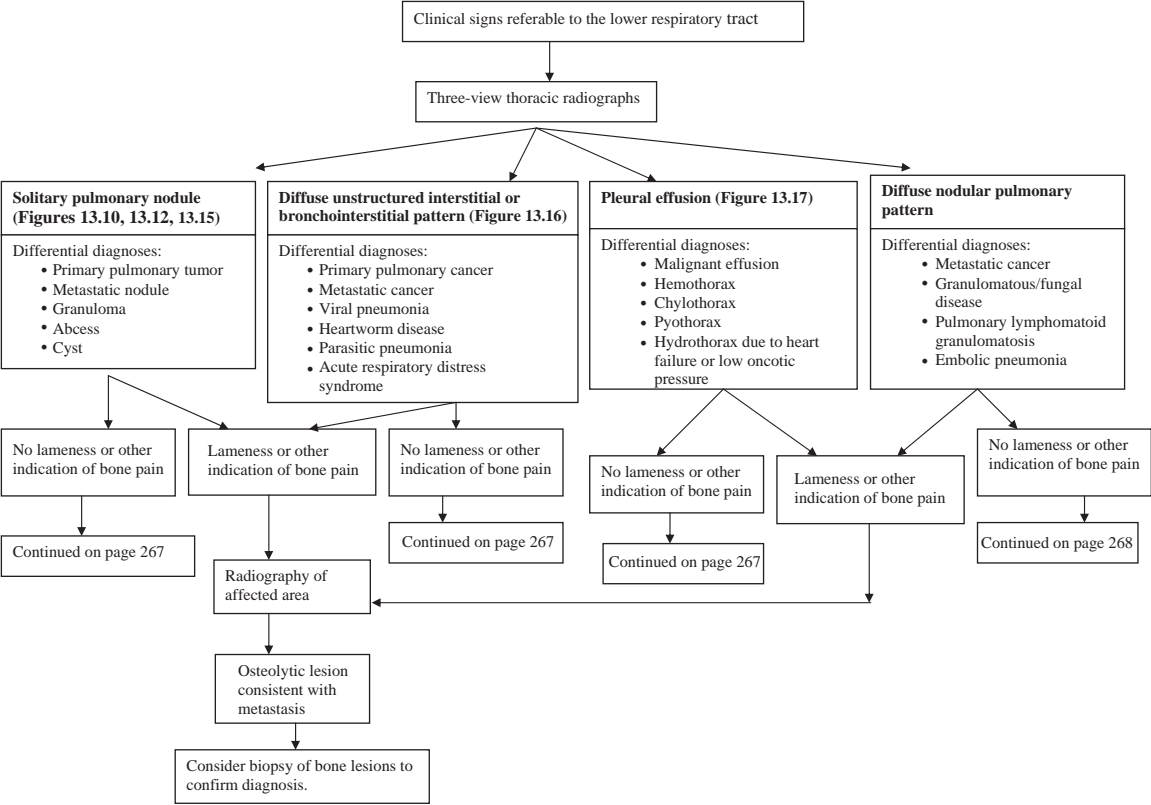 Clinical signs referable to the lower respiratory tract
Three-view thoracic radiographs
Solitary pulmonary nodule
(Figures 13.10, 13.12, 13.15)
Differential diagnoses:
• Primary pulmonary tumor
• Metastatic nodule
• Granuloma
• Abcess
• Cyst
Diffuse unstructured interstitial or
bronchointerstitial pattern (Figure 13.16)
Differential diagnoses:
• Primary pulmonary cancer
• Metastatic cancer
• Viral pneumonia
• Heartworm disease
• Parasitic pneumonia
• Acute respiratory distress
syndrome
Pleural effusion (Figure 13.17)
Differential diagnoses:
• Malignant effusion
• Hemothorax
• Chylothorax
• Pyothorax
• Hydrothorax due to heart
failure or low oncotic
pressure
Diffuse nodular pulmonary
pattern
Differential diagnoses:
• Metastatic cancer
• Granulomatous/fungal
disease
• Pulmonary lymphomatoid
granulomatosis
• Embolic pneumonia
No lameness or other
indication of bone pain
Lameness or other
indication of bone pain
No lameness or other
indication of bone pain
No lameness or other
indication of bone pain
Lameness or other
indication of bone pain
No lameness or other
indication of bone pain
Continued on page 267
Continued on page 267
Continued on page 267
Continued on page 268
Radiography of
affected area
Osteolytic lesion
consistent with
metastasis
Consider biopsy of bone lesions to
confirm diagnosis.